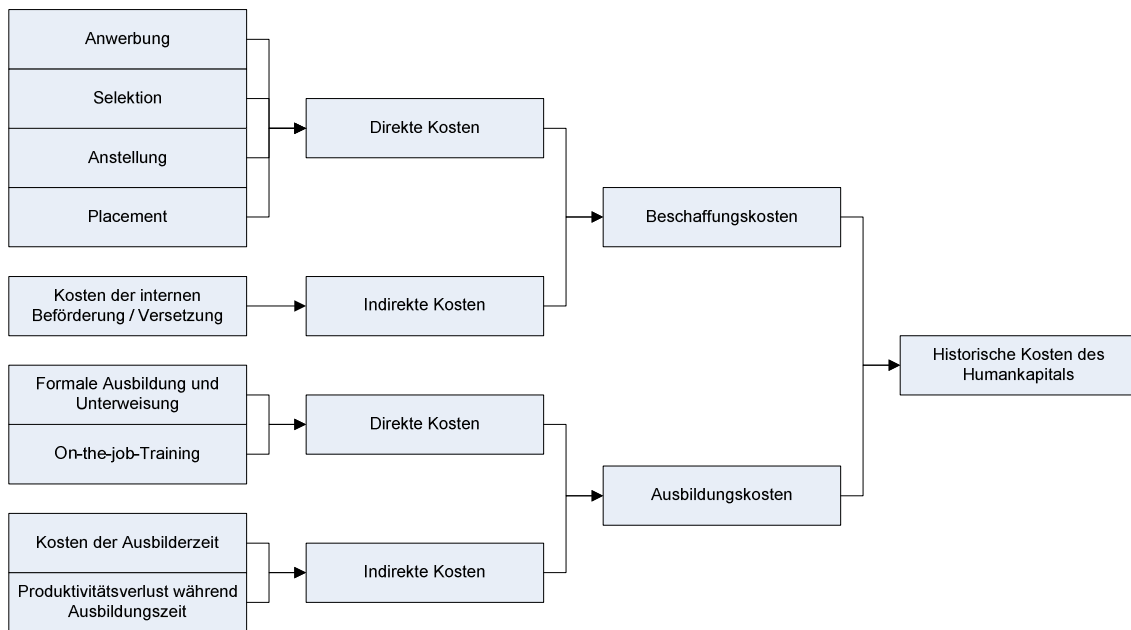 Anwerbung
Selektion
Anstellung
Placement
Direkte Kosten
Kosten der internen
Beförderung / Versetzung
Indirekte Kosten
Beschaffungskosten
Formale Ausbildung und
Unterweisung
On-the-job-Training
Direkte Kosten
Kosten der Ausbilderzeit
Produktivitätsverlust während
Ausbildungszeit
Indirekte Kosten
Ausbildungskosten
Historische Kosten des
Humankapitals